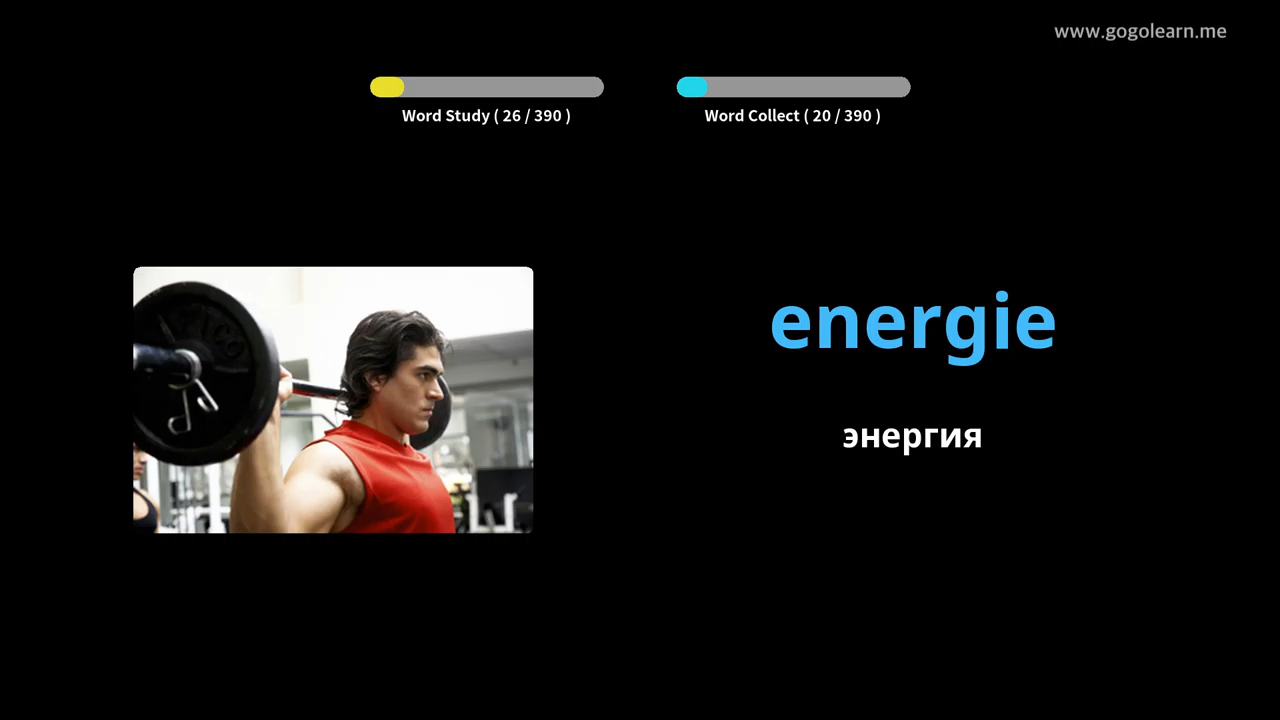 www.gogolearn.me
Word Study ( 26 / 390 )
Word Collect ( 20 / 390 )
energie
энергия